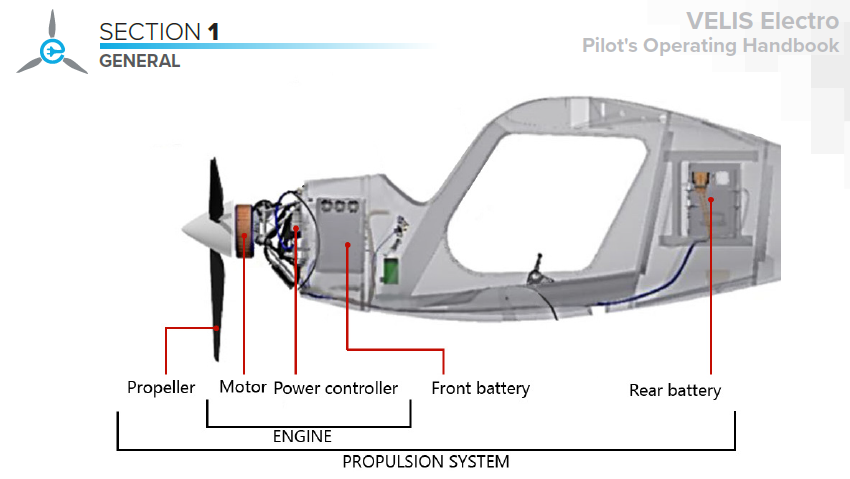 SECTION 1
GENERAL
VELIS Electro
Pilot's Operating Handbook
Propeller
Motor
Power controller
Front battery
Rear battery
ENGINE
PROPULSION SYSTEM